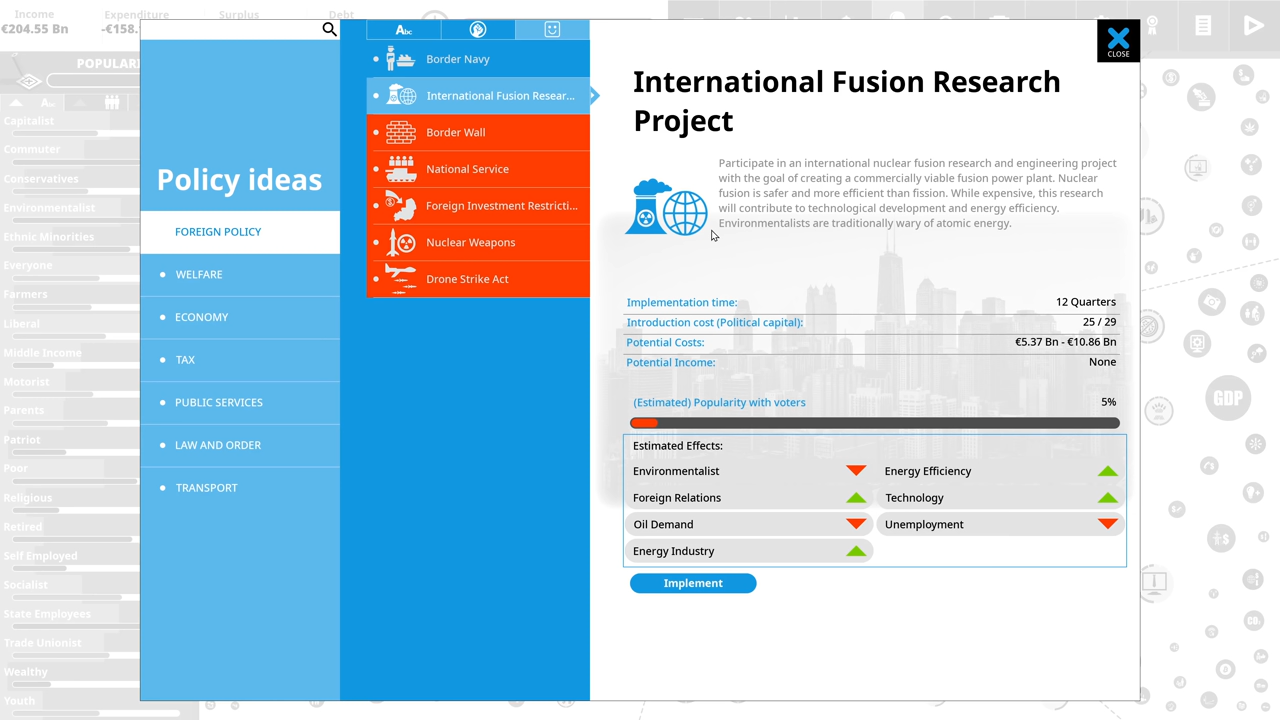 Income
Expenditure
Surplus
Debt
€204.55 Bn
-€158.
CLOSE
Abc
POPULARI
Capitalist
Commuter
Conservatives
Environmentalist
Ethnic Minorities
Everyone
Farmers
Liberal
Middle Income
Motorist
Parents
Patriot
Poor
Religious
Retired
Self Employed
Socialist
State Employees
Trade Unionist
Wealthy
Youth
Policy ideas
FOREIGN POLICY
WELFARE
ECONOMY
TAX
PUBLIC SERVICES
LAW AND ORDER
TRANSPORT
Border Navy
International Fusion Resear...
Border Wall
National Service
Foreign Investment Restricti...
Nuclear Weapons
Drone Strike Act
International Fusion Research
Project
Participate in an international nuclear fusion research and engineering project
with the goal of creating a commercially viable fusion power plant. Nuclear
fusion is safer and more efficient than fission. While expensive, this research
will contribute to technological development and energy efficiency.
Environmentalists are traditionally wary of atomic energy.
Implementation time: 12 Quarters
Introduction cost (Political capital): 25 / 29
Potential Costs: €5.37 Bn - €10.86 Bn
Potential Income: None
(Estimated) Popularity with voters 5%
Estimated Effects:
Environmentalist Energy Efficiency
Foreign Relations Technology
Oil Demand Unemployment
Energy Industry
Implement
GDP
CO₂